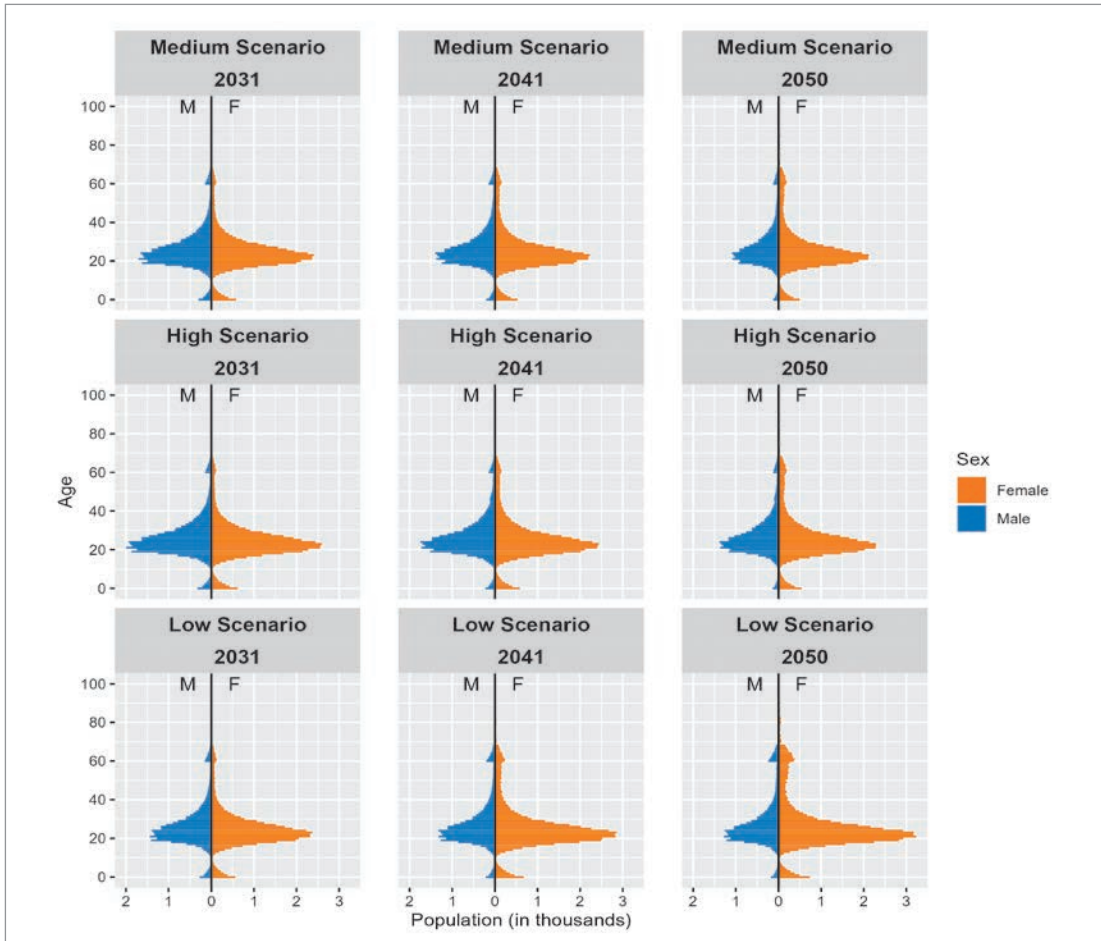 Medium Scenario
2031
Medium Scenario
2041
Medium Scenario
2050
M F
M F
M F
100
80
60
40
20
0
High Scenario
2031
High Scenario
2041
High Scenario
2050
M F
M F
M F
100
80
60
40
20
0
Age
Sex
Female
Male
Low Scenario
2031
Low Scenario
2041
Low Scenario
2050
M F
M F
M F
100
80
60
40
20
0
2 1 0 1 2 3
2 1 0 1 2 3
2 1 0 1 2 3
Population (in thousands)